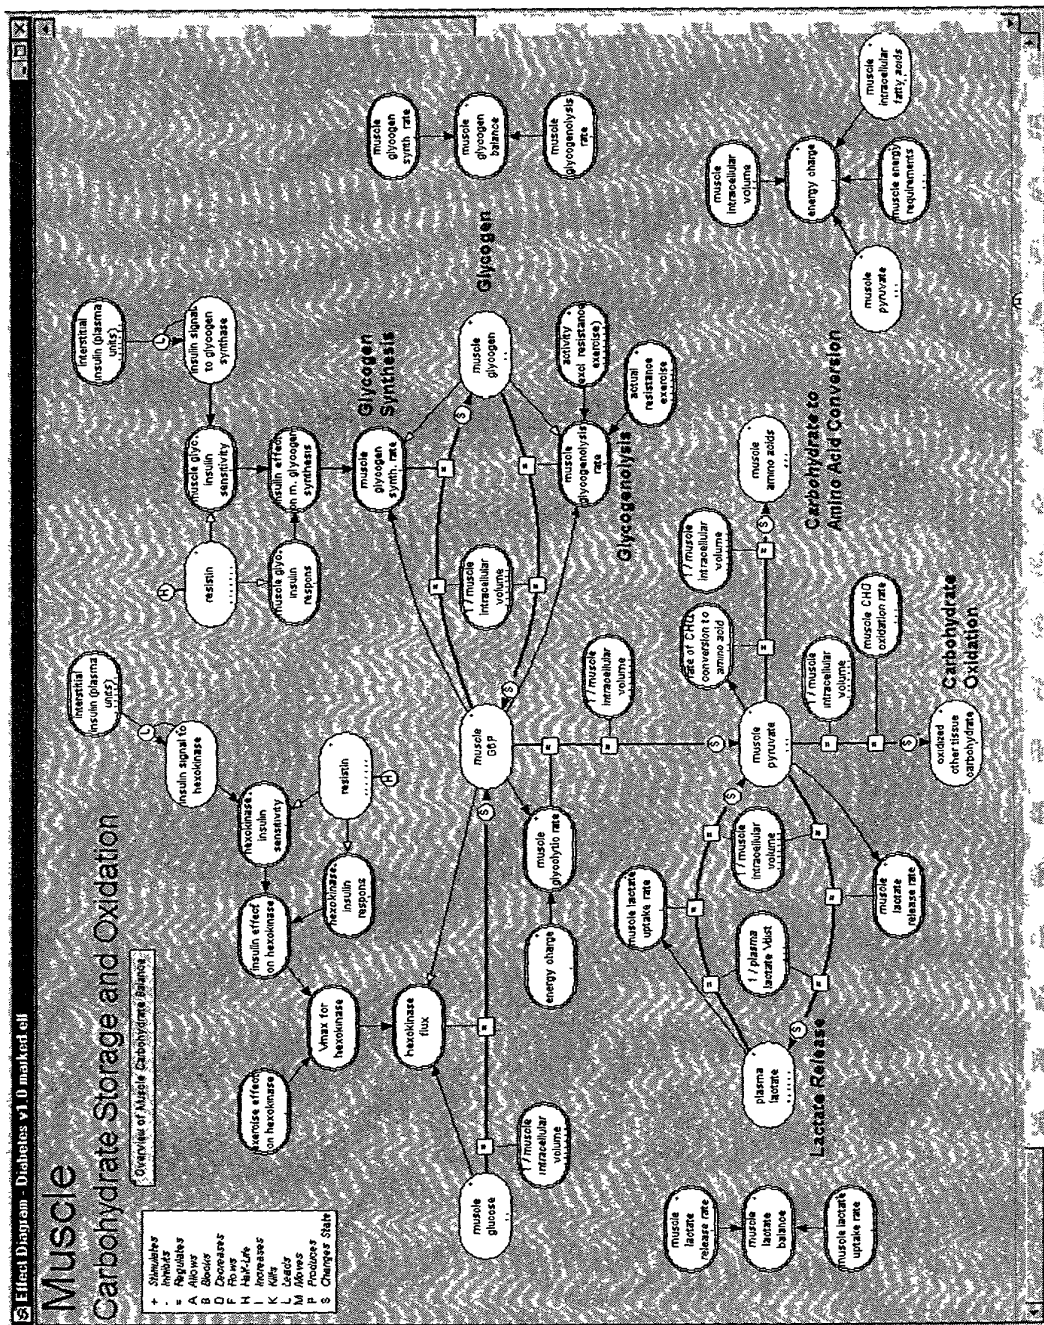 Effect Diagram - Diabetes v1.0 marked elf
Muscle
Carbohydrate Storage and Oxidation
Overview of Muscle Carbohydrate Balance
+ Stimulates
- Inhibits
= Regulates
A Allows
B Blocks
D Decreases
F Flows
H Half-Life
I Increases
K Kills
L Leads
M Moves
P Produces
S Changes State
Interstitial
insulin (plasma
units)
L
insulin signal to
hexokinase
hexokinase
insulin
sensitivity
resistin
H
hexokinase
insulin
respons
insulin effect
on hexokinase
exercise effect
on hexokinase
Vmax for
hexokinase
hexokinase
flux
muscle
glucose
=
1 / muscle
intracellular
volume
=
S
muscle
G6P
Interstitial
insulin (plasma
units)
L
insulin signal
to glycogen
synthase
H
resistin
muscle glyc.
insulin
sensitivity
muscle glyc.
insulin
respons
insulin effect
on m. glycogen
synthesis
Glycogen
Synthesis
muscle
glycogen
synth. rate
=
=
S
1 / muscle
intracellular
volume
muscle
glycogen
Glycogen
=
=
S
muscle
glycogenolysis
rate
activity
excl. resistance
exercise)
actual
resistance
exercise
Glycogenolysis
muscle
glycogen
synth rate
muscle
glycogen
balance
muscle
glycogenolysis
rate
energy charge
muscle
glycolytic rate
=
=
1 / muscle
intracellular
volume
S
muscle
pyruvate
rate of CHO
conversion to
amino acid
=
=
1 / muscle
intracellular
volume
S
muscle
amino acids
Carbohydrate to
Amino Acid Conversion
=
=
1 / muscle
intracellular
volume
muscle CHO
oxidation rate
S
oxidized
other tissue
carbohydrate
Carbohydrate
Oxidation
muscle lactate
uptake rate
=
=
=
S
1 / plasma
lactate Vdist
1 / muscle
intracellular
volume
=
=
=
S
muscle
lactate
release rate
plasma
lactate
Lactate Release
muscle
lactate
release rate
muscle
lactate
balance
muscle lactate
uptake rate
muscle
intracellular
volume
muscle
intracellular
fatty acids
energy charge
muscle
pyruvate
muscle energy
requirements